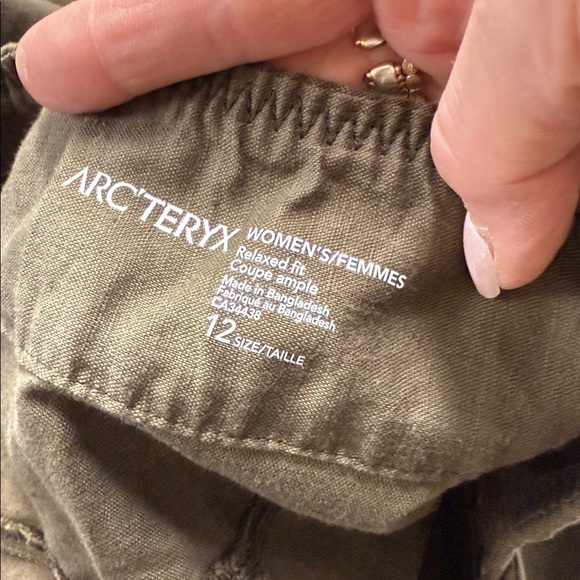 ARC'TERYX
WOMEN'S/FEMMES
Relaxed fit
Coupe ample
Made in Bangladesh
Fabriqué au Bangladesh
CA34438
12 SIZE/TAILLE